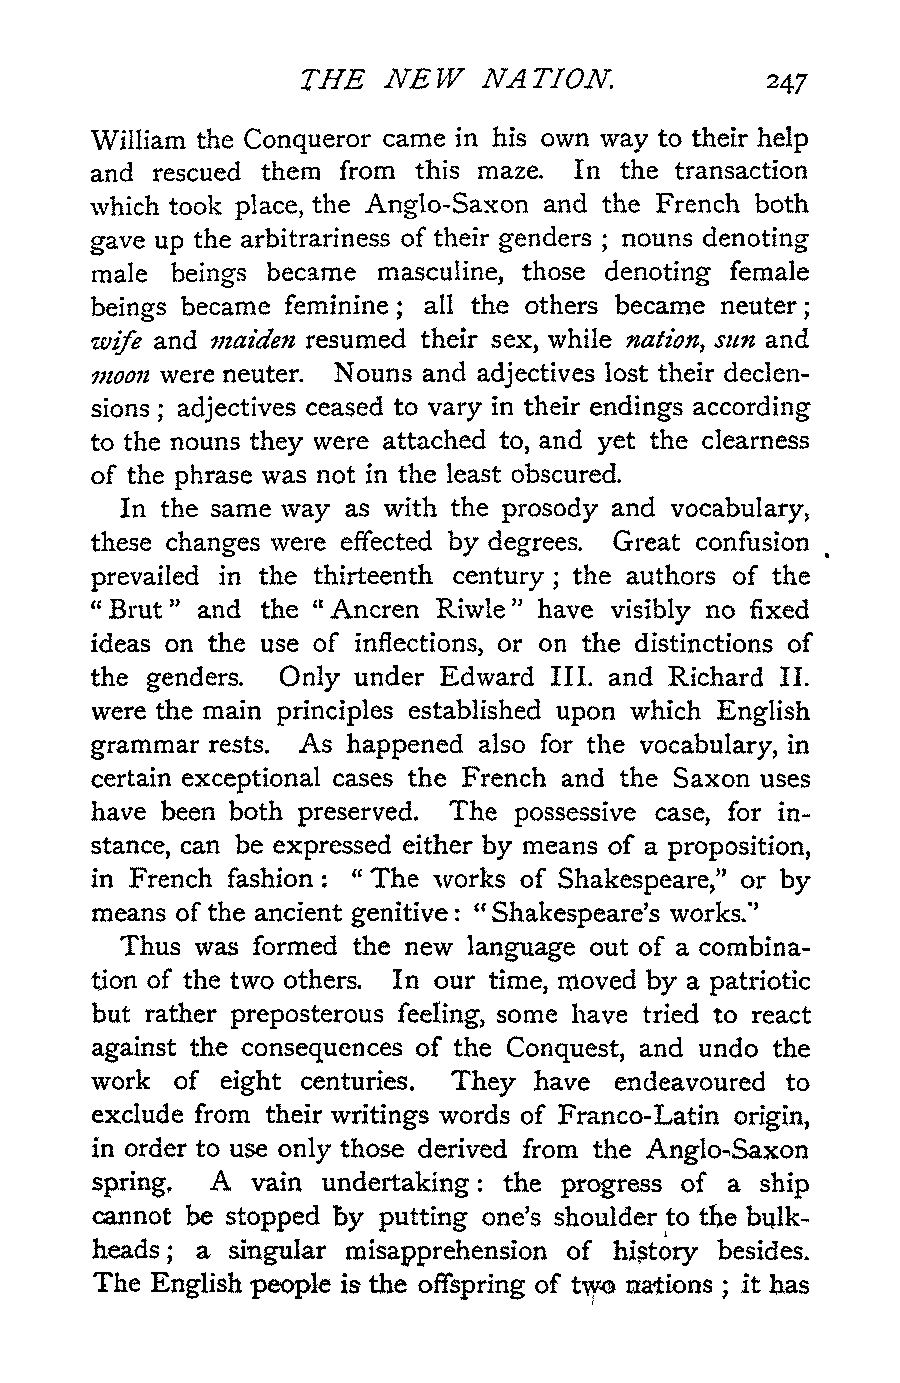 THE NEW NATION. 247
William the Conqueror came in his own way to their help
and rescued them from this maze. In the transaction
which took place, the Anglo-Saxon and the French both
gave up the arbitrariness of their genders ; nouns denoting
male beings became masculine, those denoting female
beings became feminine ; all the others became neuter ;
wife and maiden resumed their sex, while nation, sun and
moon were neuter. Nouns and adjectives lost their declen-
sions ; adjectives ceased to vary in their endings according
to the nouns they were attached to, and yet the clearness
of the phrase was not in the least obscured.
In the same way as with the prosody and vocabulary,
these changes were effected by degrees. Great confusion
prevailed in the thirteenth century ; the authors of the
“ Brut ” and the “ Ancren Riwle ” have visibly no fixed
ideas on the use of inflections, or on the distinctions of
the genders. Only under Edward III. and Richard II.
were the main principles established upon which English
grammar rests. As happened also for the vocabulary, in
certain exceptional cases the French and the Saxon uses
have been both preserved. The possessive case, for in-
stance, can be expressed either by means of a proposition,
in French fashion : “ The works of Shakespeare,” or by
means of the ancient genitive : “ Shakespeare's works.”
Thus was formed the new language out of a combina-
tion of the two others. In our time, moved by a patriotic
but rather preposterous feeling, some have tried to react
against the consequences of the Conquest, and undo the
work of eight centuries. They have endeavoured to
exclude from their writings words of Franco-Latin origin,
in order to use only those derived from the Anglo-Saxon
spring. A vain undertaking : the progress of a ship
cannot be stopped by putting one's shoulder to the bulk-
heads ; a singular misapprehension of history besides.
The English people is the offspring of two nations ; it has